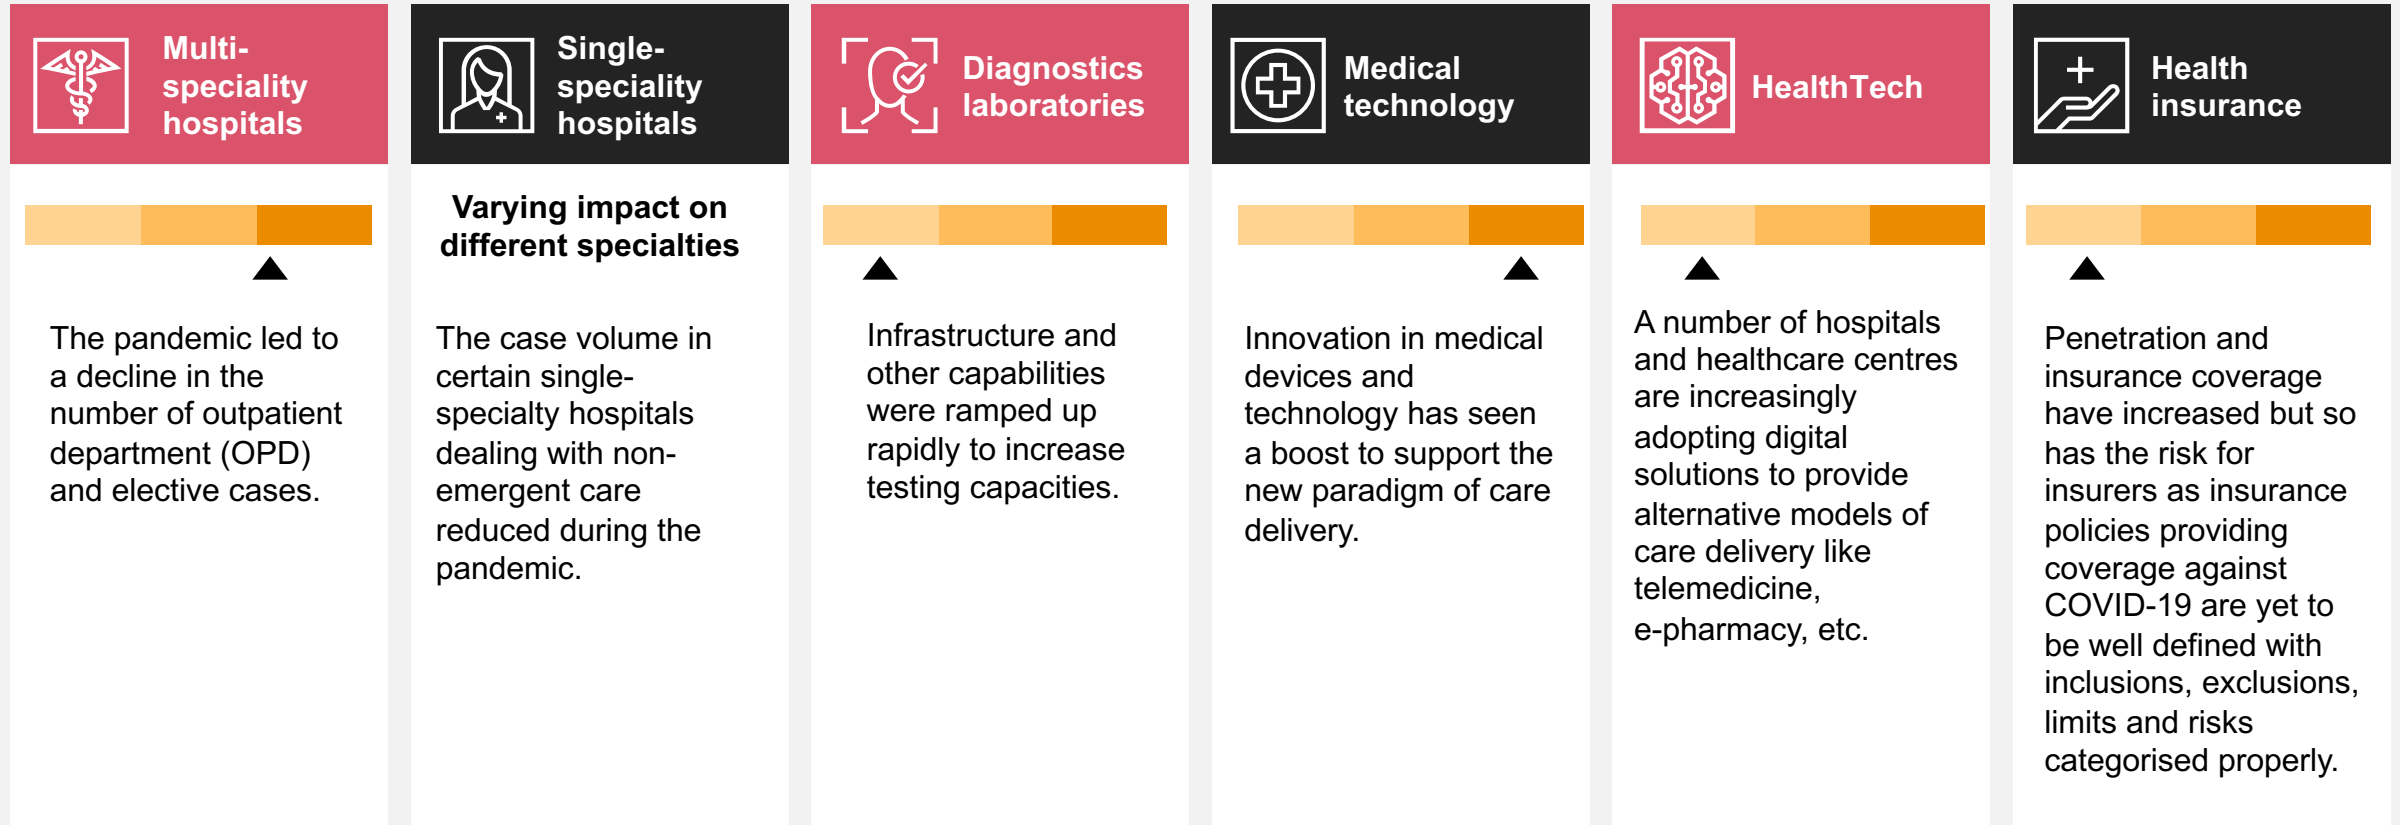 Multi-
speciality
hospitals
The pandemic led to
a decline in the
number of outpatient
department (OPD)
and elective cases.
Single-
speciality
hospitals
Varying impact on
different specialties
The case volume in
certain single-
specialty hospitals
dealing with non-
emergent care
reduced during the
pandemic.
Diagnostics
laboratories
Infrastructure and
other capabilities
were ramped up
rapidly to increase
testing capacities.
Medical
technology
Innovation in medical
devices and
technology has seen
a boost to support the
new paradigm of care
delivery.
HealthTech
A number of hospitals
and healthcare centres
are increasingly
adopting digital
solutions to provide
alternative models of
care delivery like
telemedicine,
e-pharmacy, etc.
Health
insurance
Penetration and
insurance coverage
have increased but so
has the risk for
insurers as insurance
policies providing
coverage against
COVID-19 are yet to
be well defined with
inclusions, exclusions,
limits and risks
categorised properly.